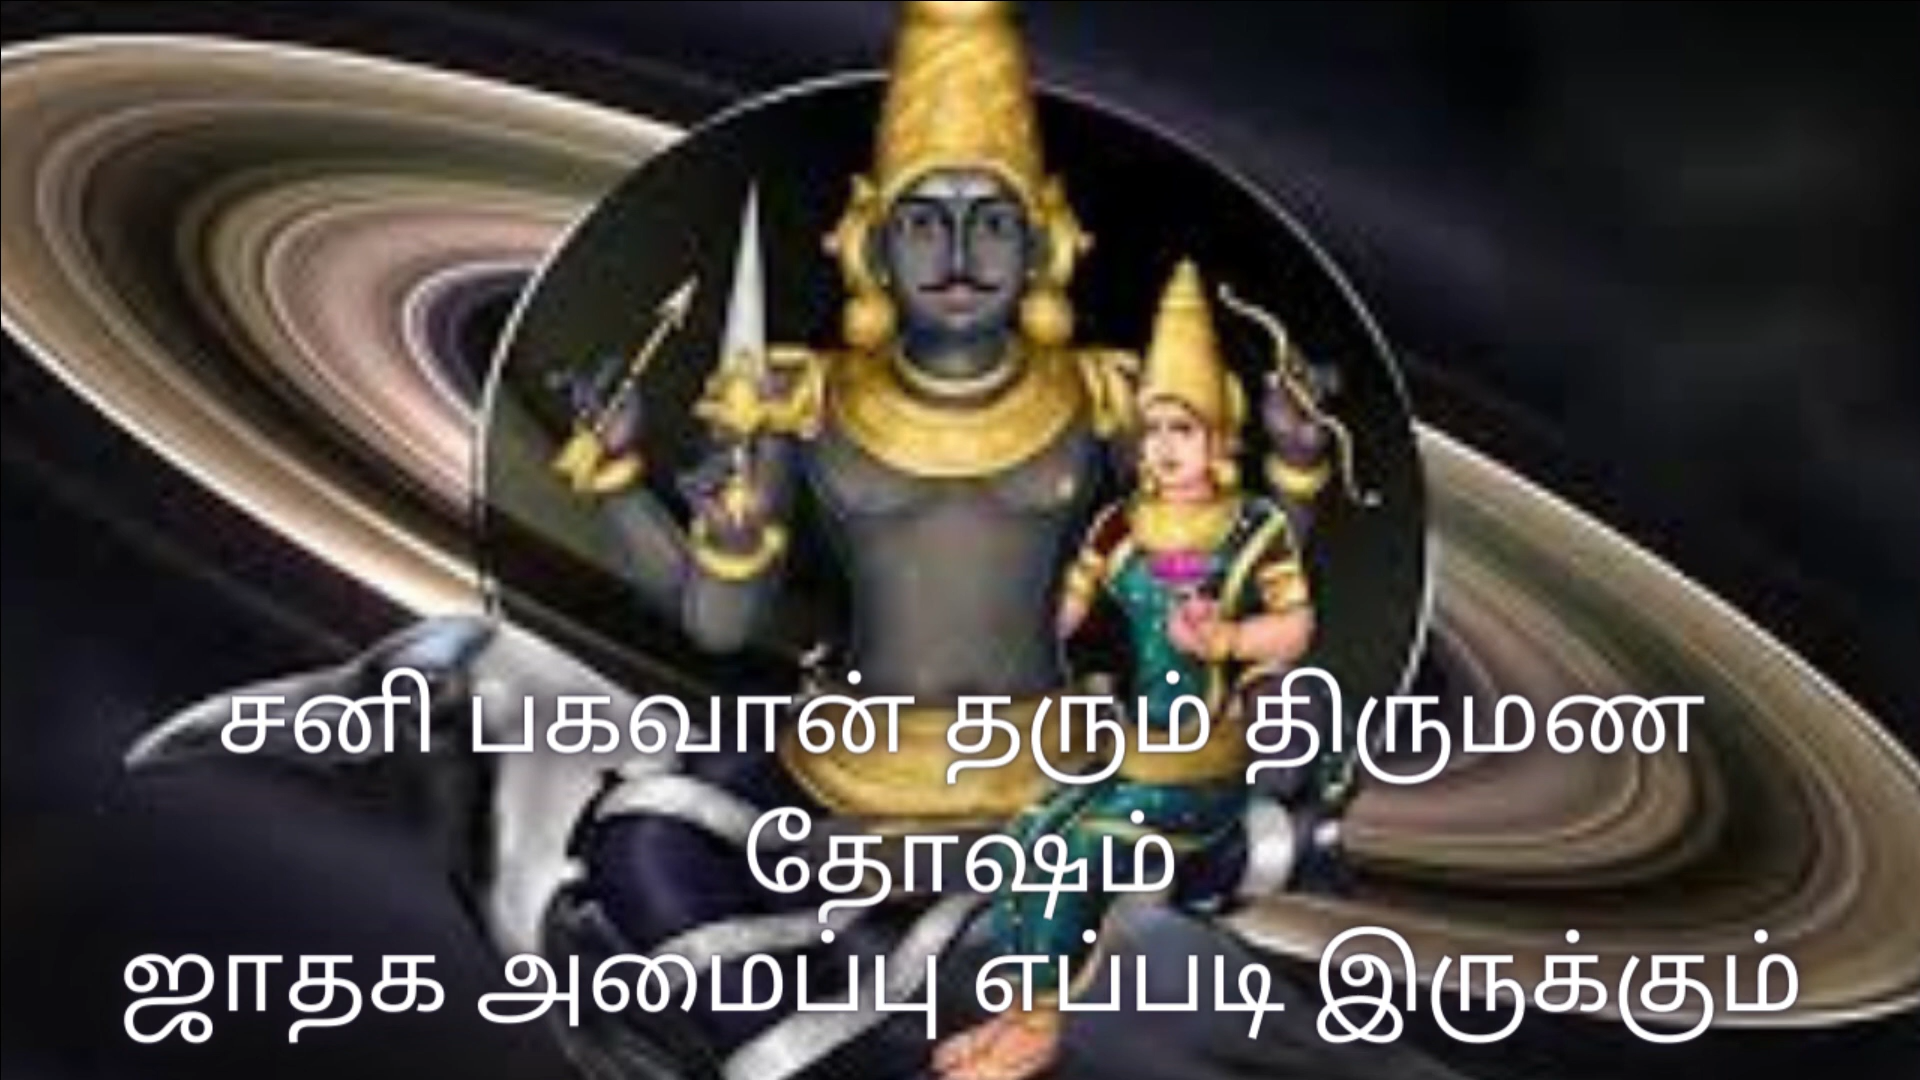 சனி பகவான் தரும் திருமண
தோஷம்
ஜாதக அமைப்பு எப்படி இருக்கும்